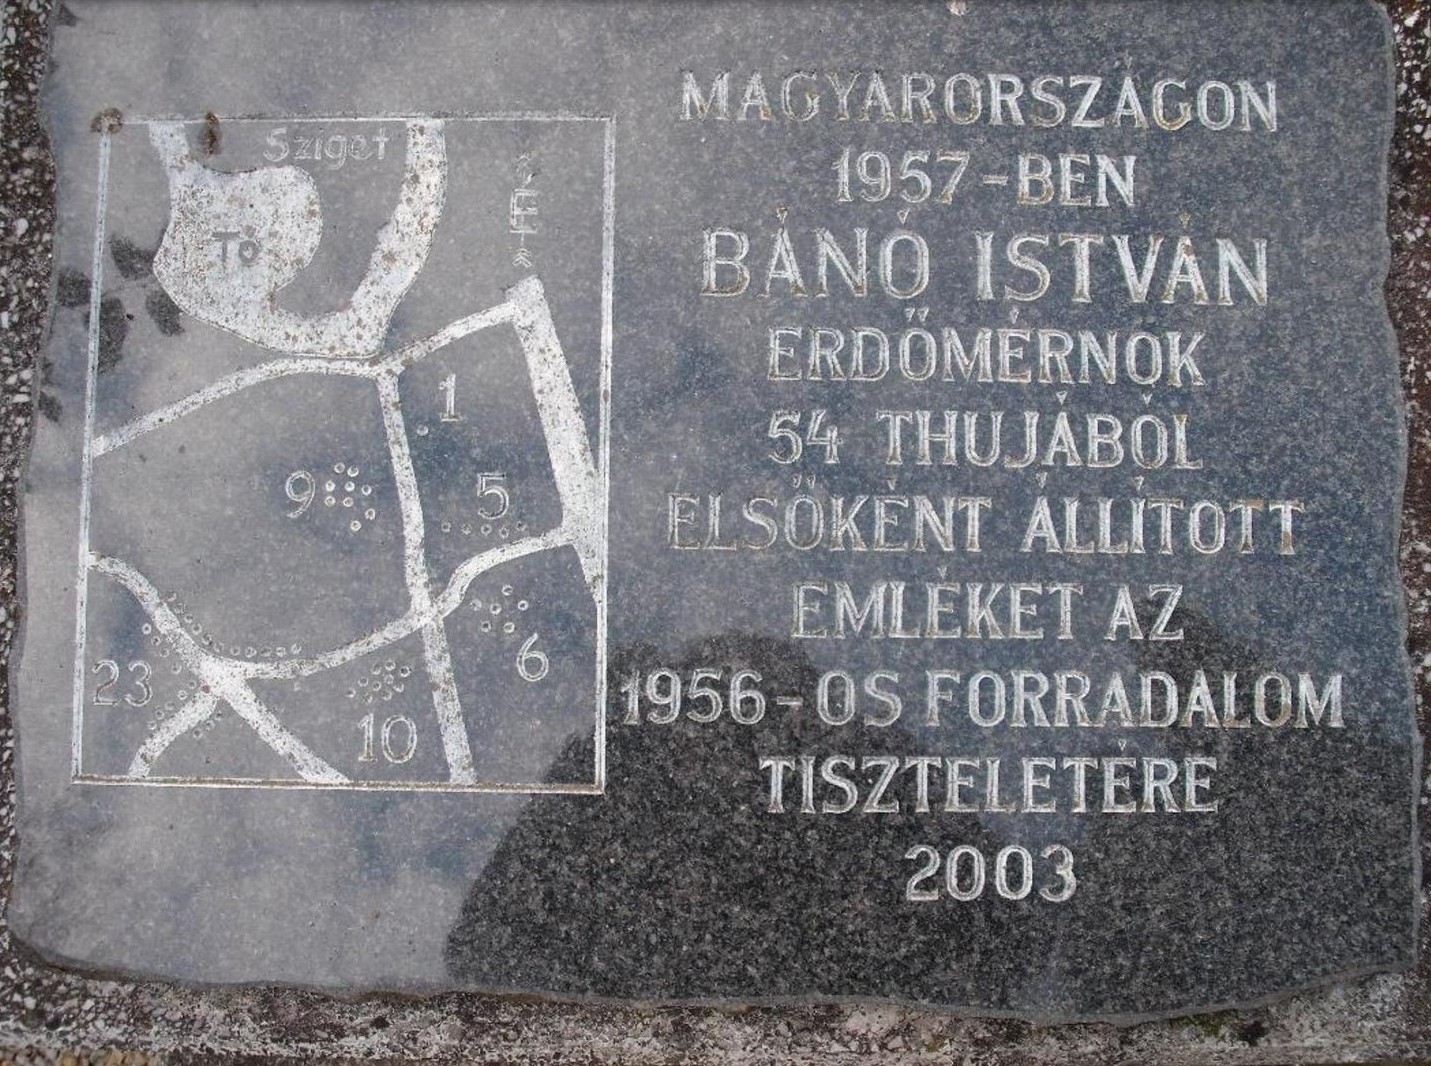 MAGYARORSZÁGON
1957-BEN
BÁNÓ ISTVÁN
ERDŐMÉRNÖK
54 THUJÁBÓL
ELSŐKÉNT ÁLLÍTOTT
EMLÉKET AZ
1956-OS FORRADALOM
TISZTELETÉRE
2003
Sziget
Tó
É
1
9
5
23
6
10